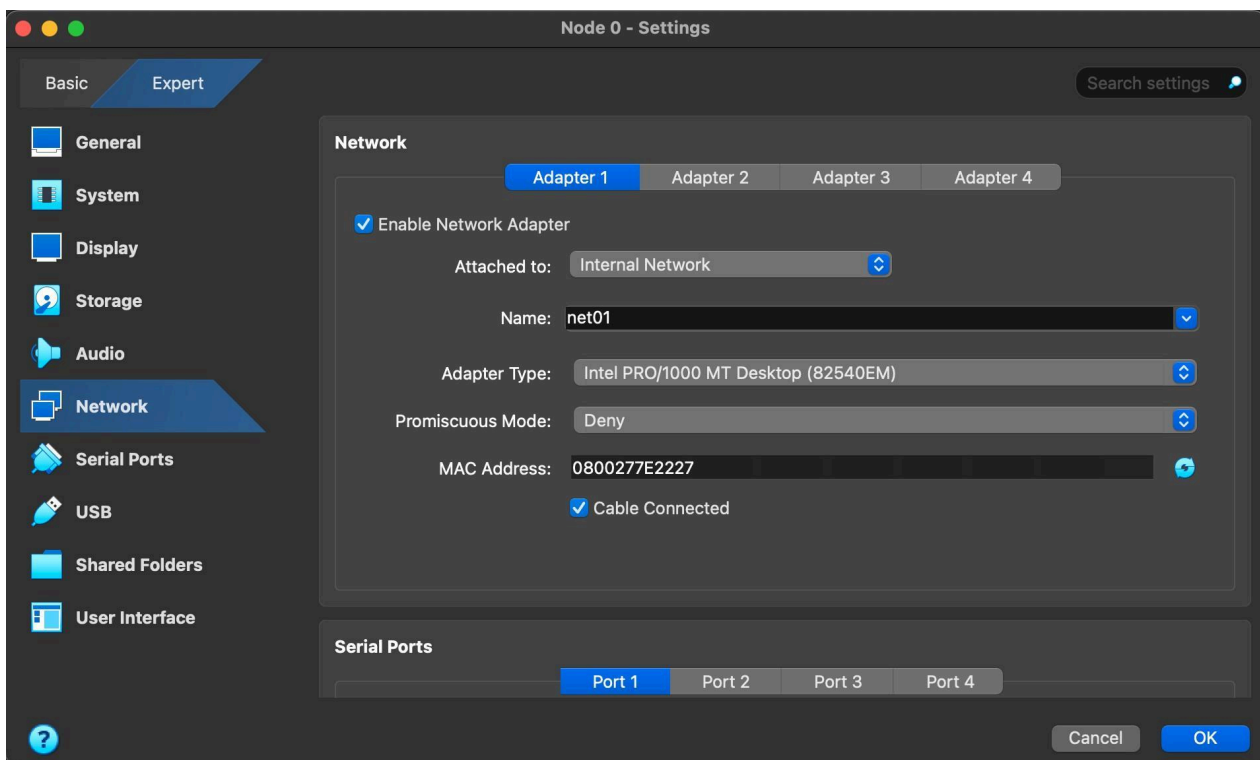 Node 0 - Settings
Basic
Expert
Search settings
General
System
Display
Storage
Audio
Network
Serial Ports
USB
Shared Folders
User Interface
Network
Adapter 1
Adapter 2
Adapter 3
Adapter 4
Enable Network Adapter
Attached to: Internal Network
Name: net01
Adapter Type: Intel PRO/1000 MT Desktop (82540EM)
Promiscuous Mode: Deny
MAC Address: 0800277E2227
Cable Connected
Serial Ports
Port 1
Port 2
Port 3
Port 4
?
Cancel
OK